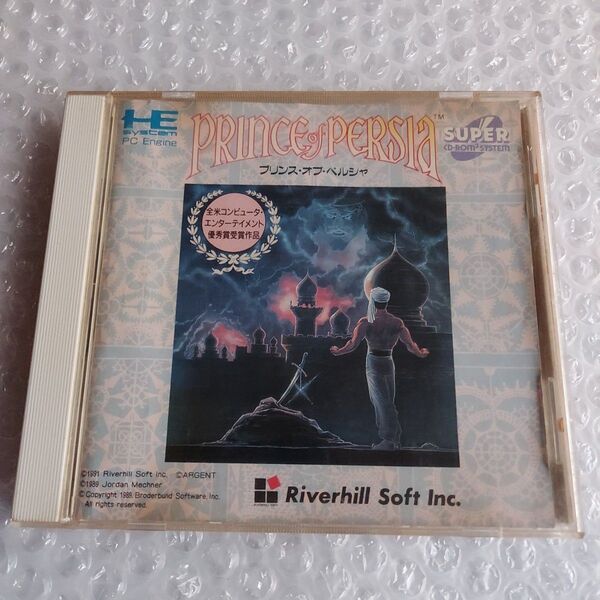 HE
system
PC Engine
PRINCE of PERSIA™
SUPER
CD-ROM² SYSTEM
プリンス・オブ・ペルシャ
全米コンピュータ・
エンターテイメント
優秀賞受賞作品
©1991 Riverhill Soft Inc. ©ARGENT
©1989 Jordan Mechner
© Copyright 1989, Broderbund Software, Inc.
All rights reserved.
Riverhill Soft Inc.